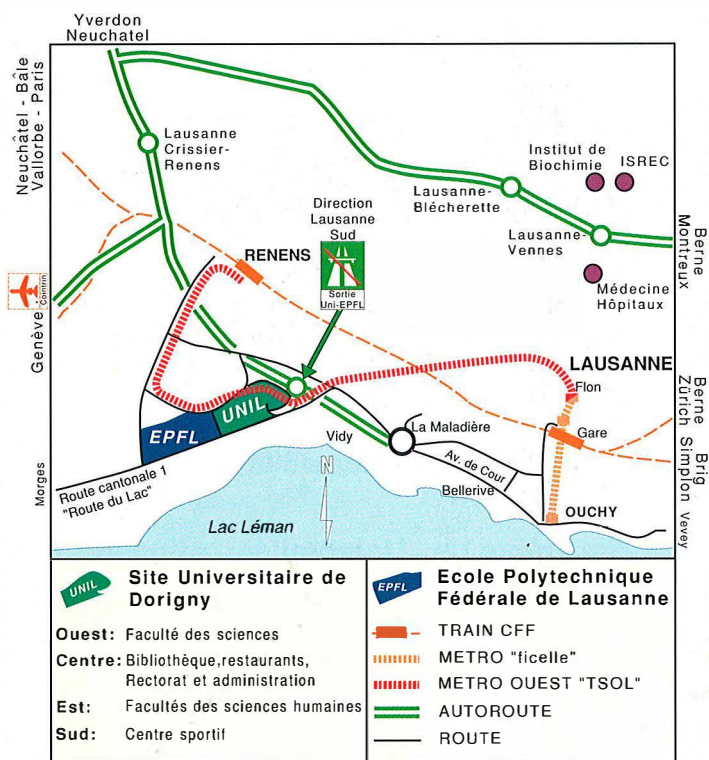 Yverdon
Neuchatel
Neuchâtel - Bâle
Vallorbe - Paris
Lausanne
Crissier-
Renens
Institut de
Biochimie
ISREC
Direction
Lausanne
Sud
Lausanne-
Blécherette
Lausanne-
Vennes
Berne
Montreux
RENENS
Sortie
Uni-EPFL
Médecine
Hôpitaux
Cointrin
Genève
LAUSANNE
Flon
Berne
Zürich
Brig
Simplon
Vevey
UNIL
EPFL
La Maladière
Gare
Vidy
Av. de Cour
Bellerive
Morges
Route cantonale 1
"Route du Lac"
N
OUCHY
Lac Léman
UNIL
Site Universitaire de
Dorigny
Ouest: Faculté des sciences
Centre: Bibliothèque,restaurants,
Rectorat et administration
Est: Facultés des sciences humaines
Sud: Centre sportif
EPFL
Ecole Polytechnique
Fédérale de Lausanne
TRAIN CFF
METRO "ficelle"
METRO OUEST "TSOL"
AUTOROUTE
ROUTE